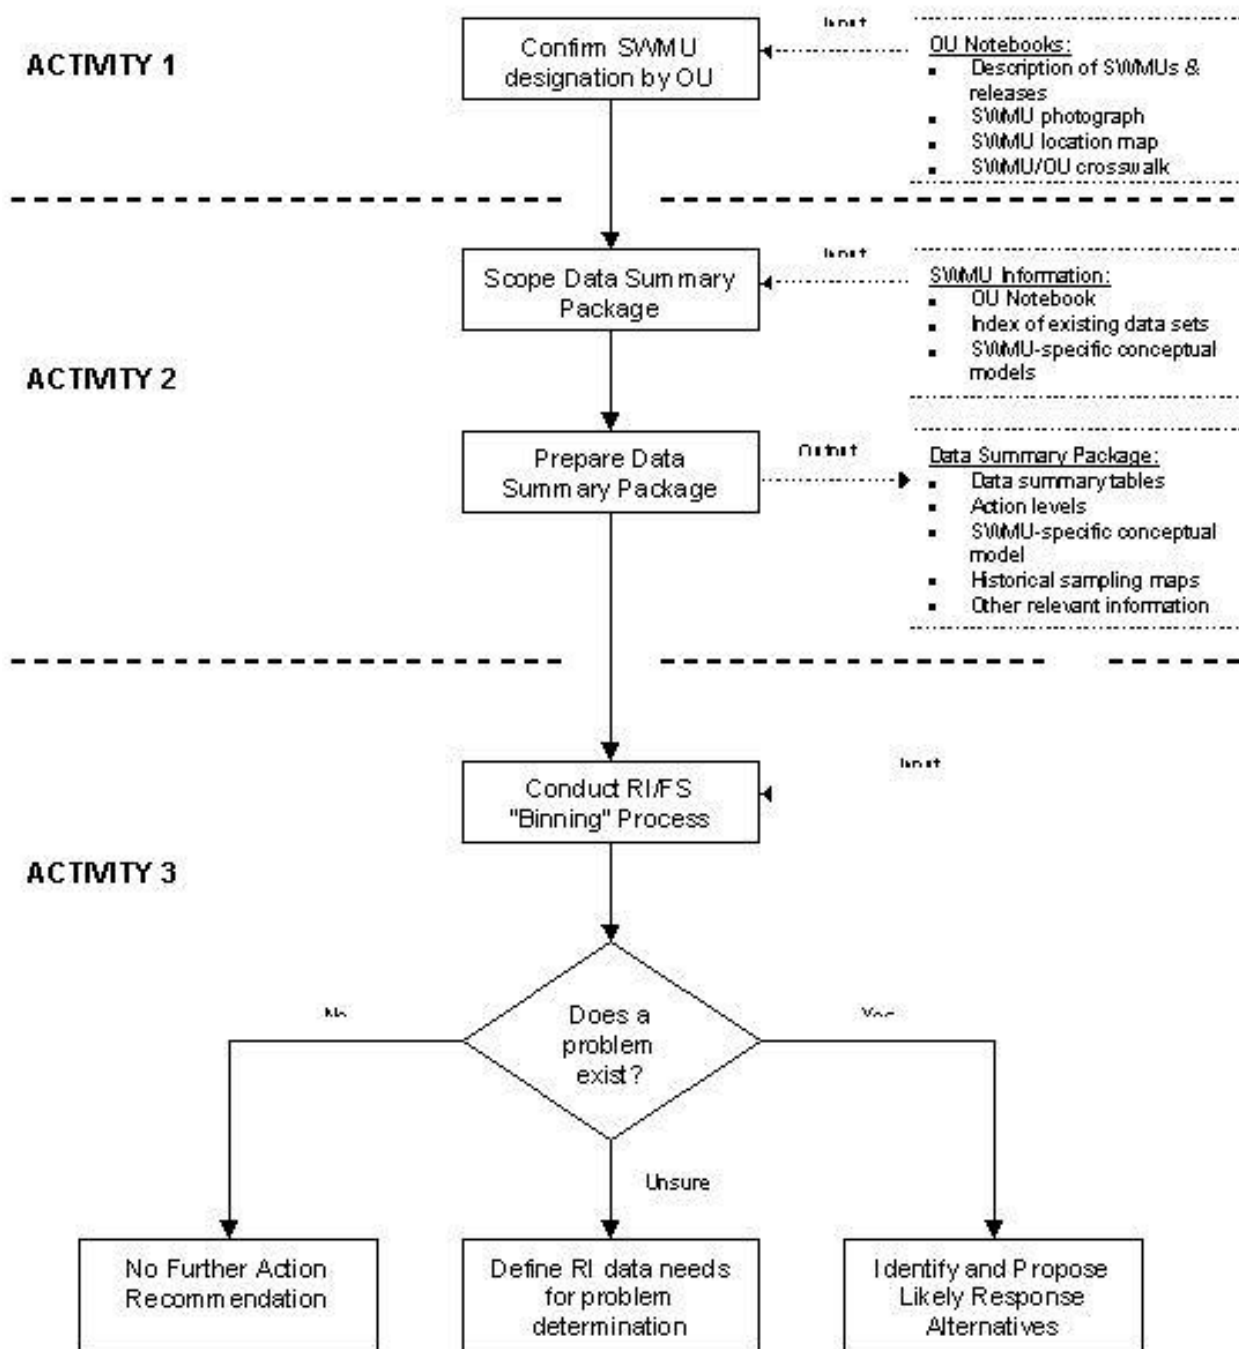 ACTIVITY 1
Confirm SWMU
designation by OU
Input
OU Notebooks:
▪ Description of SWMUs &
releases
▪ SWMU photograph
▪ SWMU location map
▪ SWMU/OU crosswalk
ACTIVITY 2
Scope Data Summary
Package
Input
SWMU Information:
▪ OU Notebook
▪ Index of existing data sets
▪ SWMU-specific conceptual
models
Prepare Data
Summary Package
Output
Data Summary Package:
▪ Data summary tables
▪ Action levels
▪ SWMU-specific conceptual
model
▪ Historical sampling maps
▪ Other relevant information
ACTIVITY 3
Conduct RI/FS
"Binning" Process
Input
Does a
problem
exist?
No
Yes
Unsure
No Further Action
Recommendation
Define RI data needs
for problem
determination
Identify and Propose
Likely Response
Alternatives